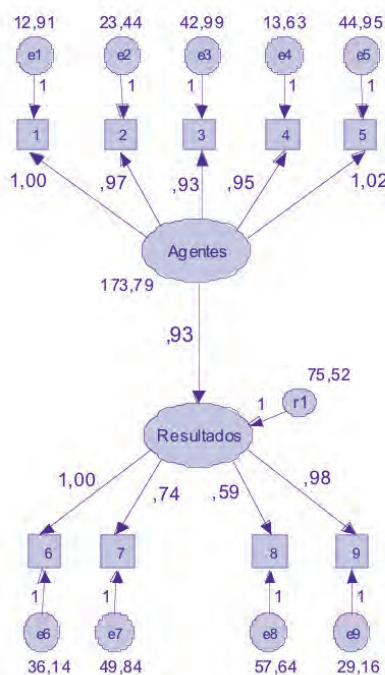 12,91 23,44 42,99 13,63 44,95
e1 e2 e3 e4 e5
1 1 1 1 1
1 2 3 4 5
1,00 ,97 ,93 ,95 1,02
Agentes
173,79
,93
75,52
1 r1
Resultados
1,00 ,74 ,59 ,98
6 7 8 9
1 1 1 1
e6 e7 e8 e9
36,14 49,84 57,64 29,16